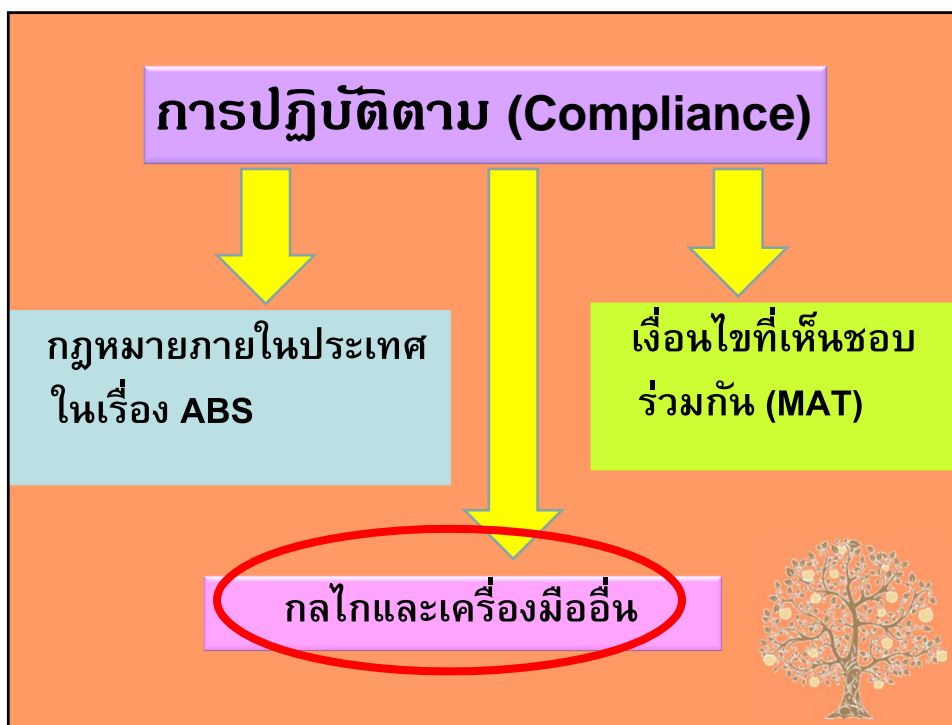 การปฏิบัติตาม (Compliance)
กฎหมายภายในประเทศ
ในเรื่อง ABS
เงื่อนไขที่เห็นชอบ
ร่วมกัน (MAT)
กลไกและเครื่องมืออื่น